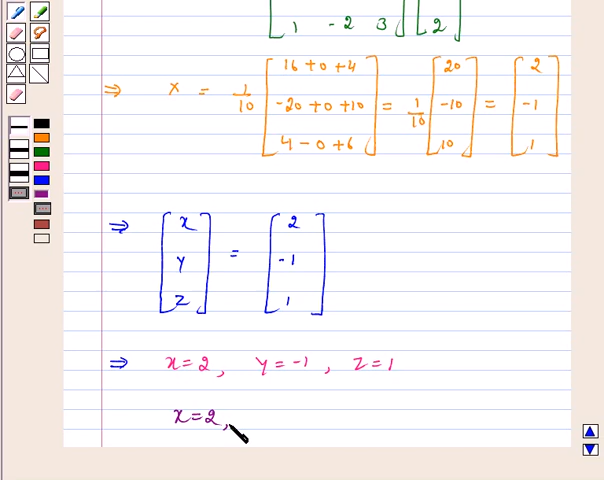 [ 1 -2 3 ] [ 2 ]
⇒ x = 1/10 [ 16+0+4 -20+0+10 4-0+6 ] = 1/10 [ 20 -10 10 ] = [ 2 -1 1 ]
⇒ [ x y z ] = [ 2 -1 1 ]
⇒ x=2, y=-1, z=1
x=2,